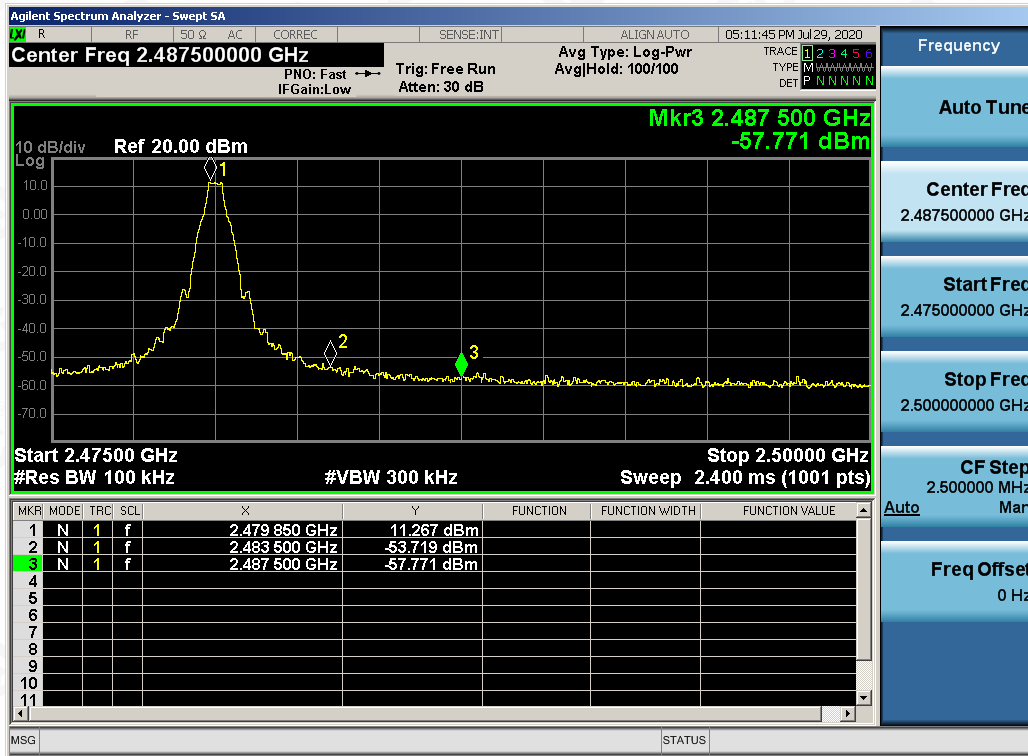 Agilent Spectrum Analyzer - Swept SA
LXI R RF 50 Ω AC CORREC SENSE:INT ALIGN AUTO 05:11:45 PM Jul 29, 2020
Center Freq 2.487500000 GHz
PNO: Fast
IFGain:Low
Trig: Free Run
Atten: 30 dB
Avg Type: Log-Pwr
Avg|Hold: 100/100
TRACE 1 2 3 4 5 6
TYPE M
DET P N N N N N
Mkr3 2.487 500 GHz
-57.771 dBm
10 dB/div
Log
Ref 20.00 dBm
10.0
0.00
-10.0
-20.0
-30.0
-40.0
-50.0
-60.0
-70.0
1
2
3
Start 2.47500 GHz
Stop 2.50000 GHz
#Res BW 100 kHz
#VBW 300 kHz
Sweep 2.400 ms (1001 pts)
MKR MODE TRC SCL X Y FUNCTION FUNCTION WIDTH FUNCTION VALUE
1 N 1 f 2.479 850 GHz 11.267 dBm
2 N 1 f 2.483 500 GHz -53.719 dBm
3 N 1 f 2.487 500 GHz -57.771 dBm
4
5
6
7
8
9
10
11
MSG
STATUS
Frequency
Auto Tune
Center Freq
2.487500000 GHz
Start Freq
2.475000000 GHz
Stop Freq
2.500000000 GHz
CF Step
2.500000 MHz
Auto Man
Freq Offset
0 Hz